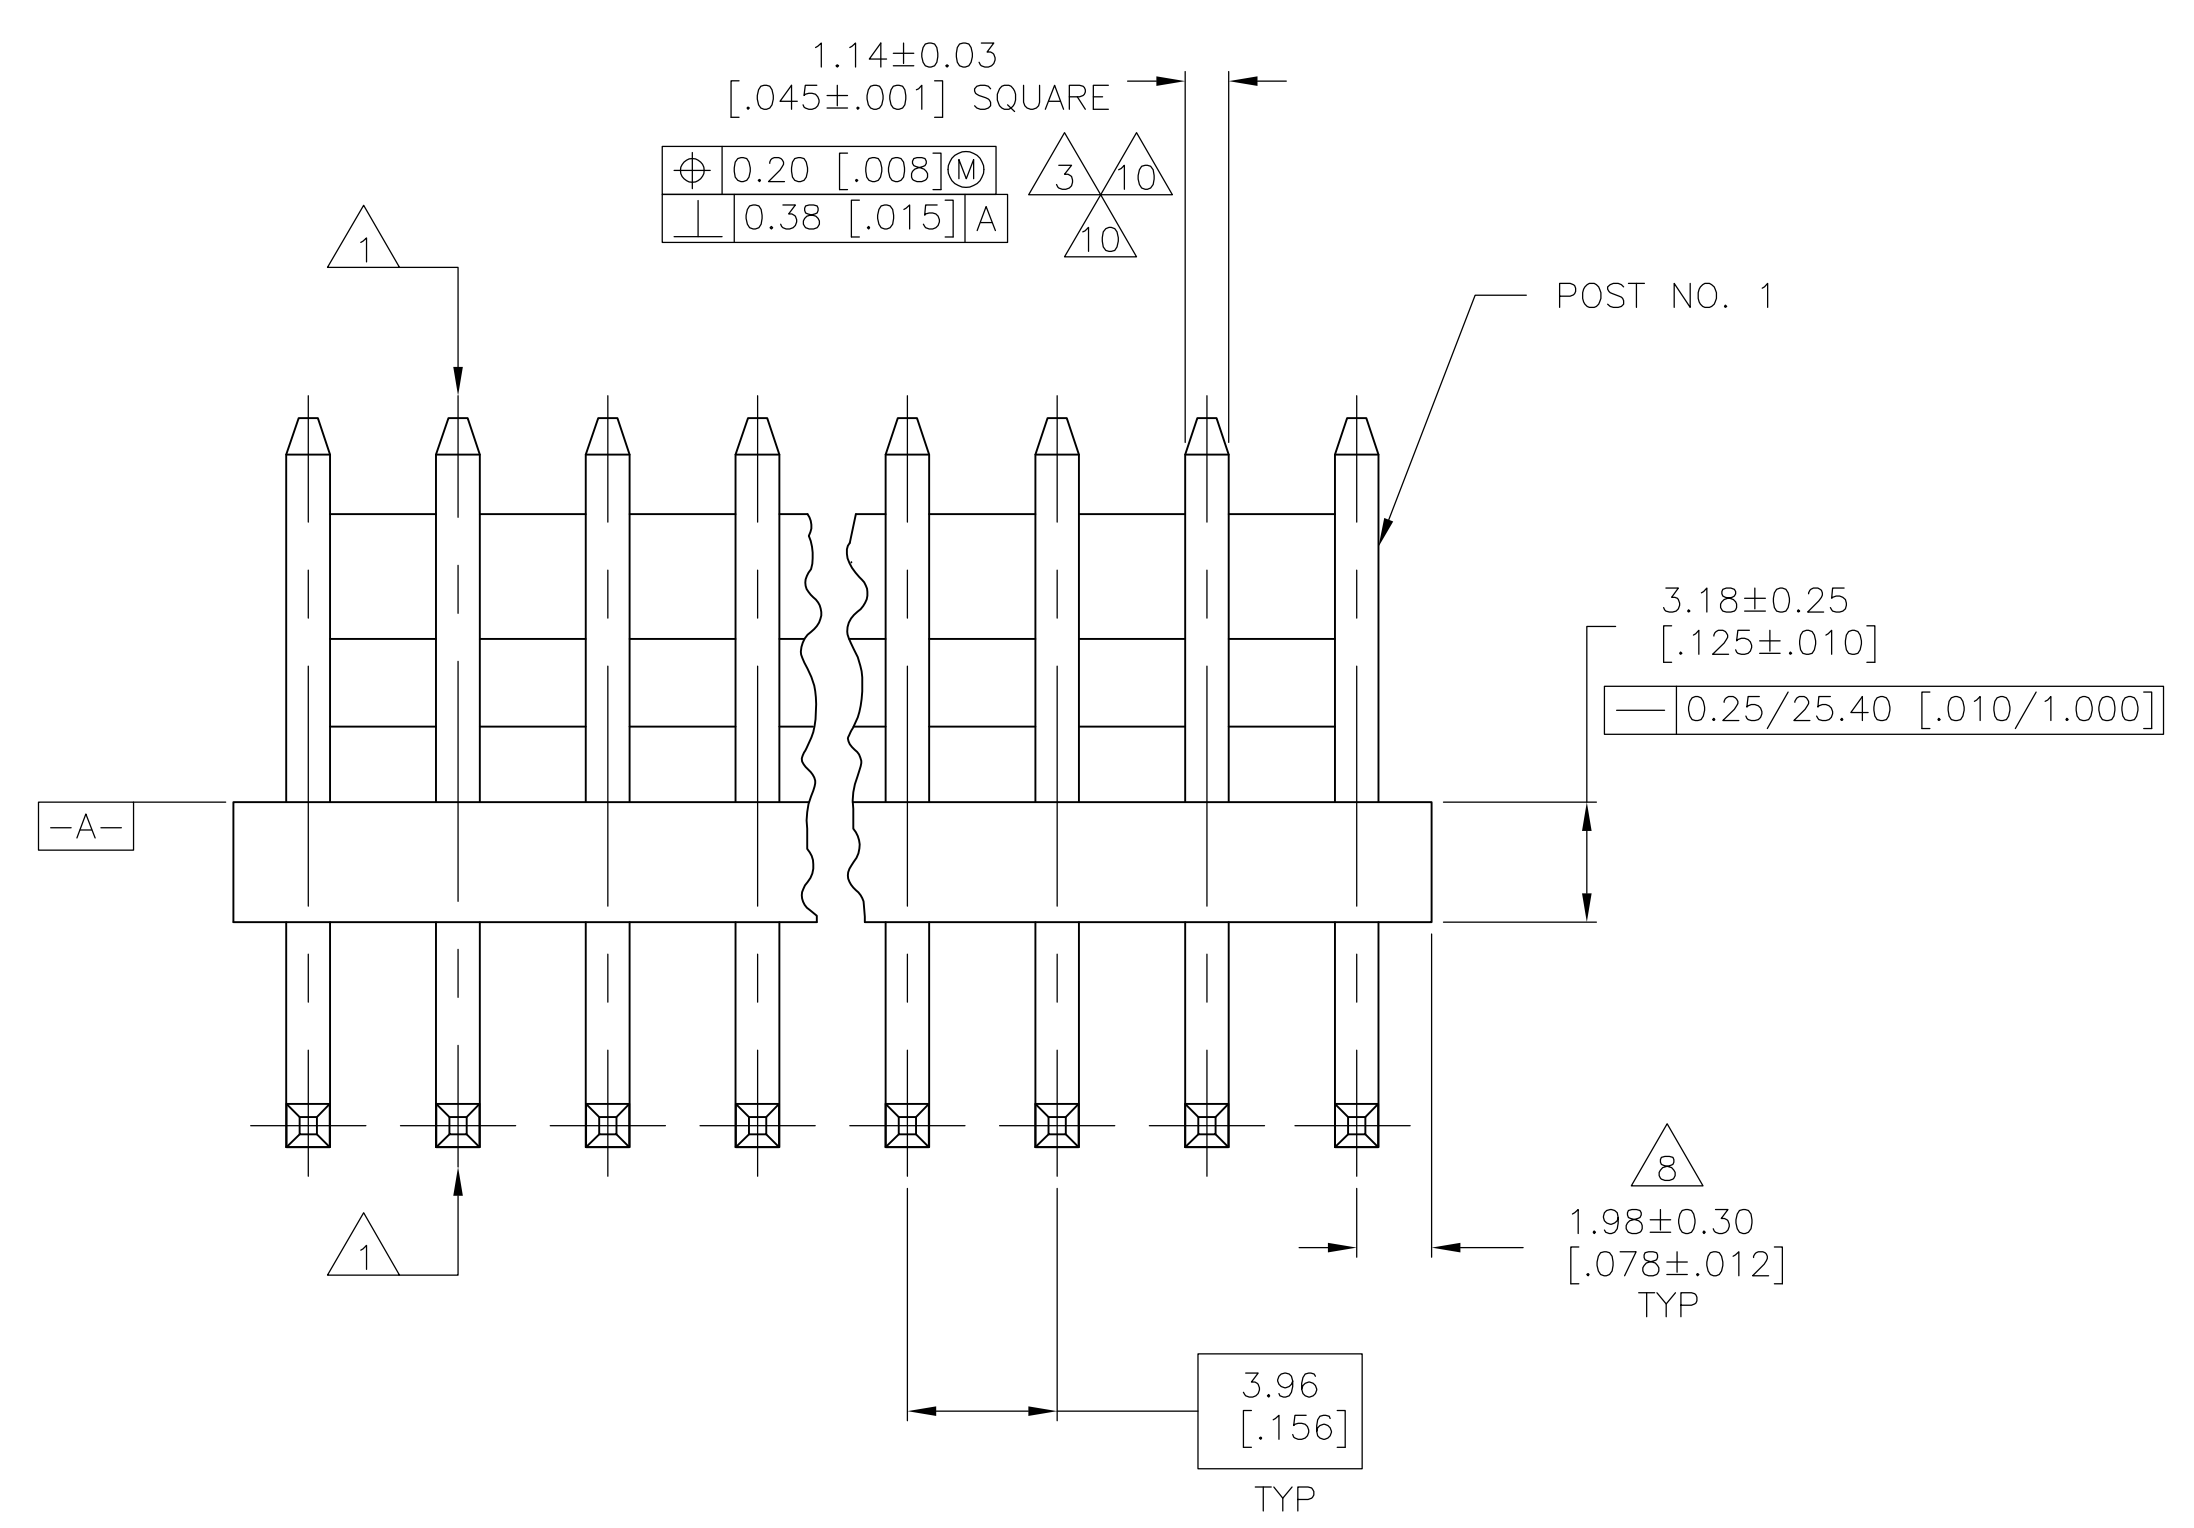 1.14±0.03
[.045±.001] SQUARE
⌖ 0.20 [.008]Ⓜ
⊥ 0.38 [.015] A
3 10
10
1
POST NO. 1
3.18±0.25
[.125±.010]
— 0.25/25.40 [.010/1.000]
-A-
8
1.98±0.30
[.078±.012]
TYP
1
3.96
[.156]
TYP